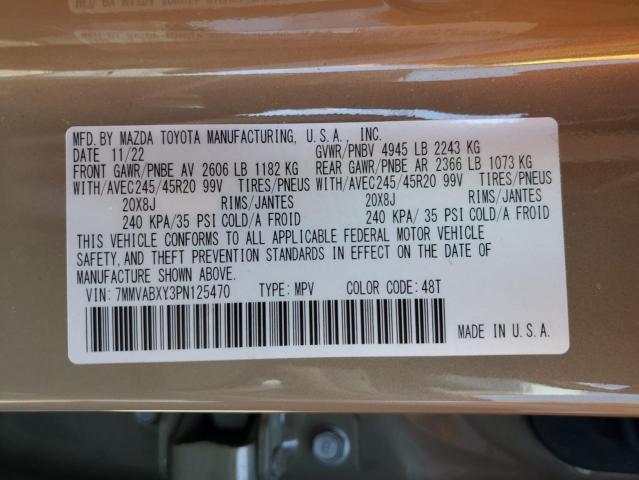 MFD. BY MAZDA TOYOTA MANUFACTURING, U.S.A., INC.
DATE 11/22 GVWR/PNBV 4945 LB 2243 KG
FRONT GAWR/PNBE AV 2606 LB 1182 KG REAR GAWR/PNBE AR 2366 LB 1073 KG
WITH/AVEC245/45R20 99V TIRES/PNEUS WITH/AVEC245/45R20 99V TIRES/PNEUS
20X8J RIMS/JANTES 20X8J RIMS/JANTES
240 KPA/35 PSI COLD/A FROID 240 KPA/ 35 PSI COLD/A FROID
THIS VEHICLE CONFORMS TO ALL APPLICABLE FEDERAL MOTOR VEHICLE
SAFETY, AND THEFT PREVENTION STANDARDS IN EFFECT ON THE DATE OF
MANUFACTURE SHOWN ABOVE.
VIN: 7MMVABXY3PN125470 TYPE: MPV COLOR CODE: 48T
MADE IN U.S.A.